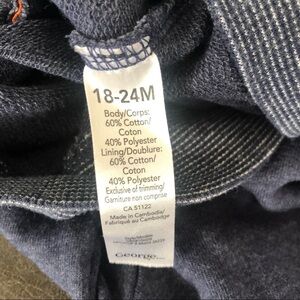 18-24M
Body/Corps:
60% Cotton/
Coton
40% Polyester
Lining/Doublure:
60% Cotton/
Coton
40% Polyester
Exclusive of trimming/
Garniture non comprise
CA 51122
Made in Cambodia/
Fabriqué au Cambodge
George